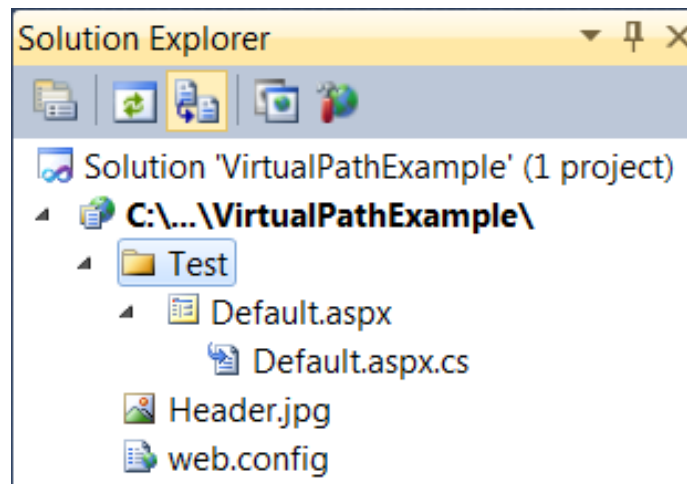 Solution Explorer
Solution 'VirtualPathExample' (1 project)
C:\...\VirtualPathExample\
Test
Default.aspx
Default.aspx.cs
Header.jpg
web.config